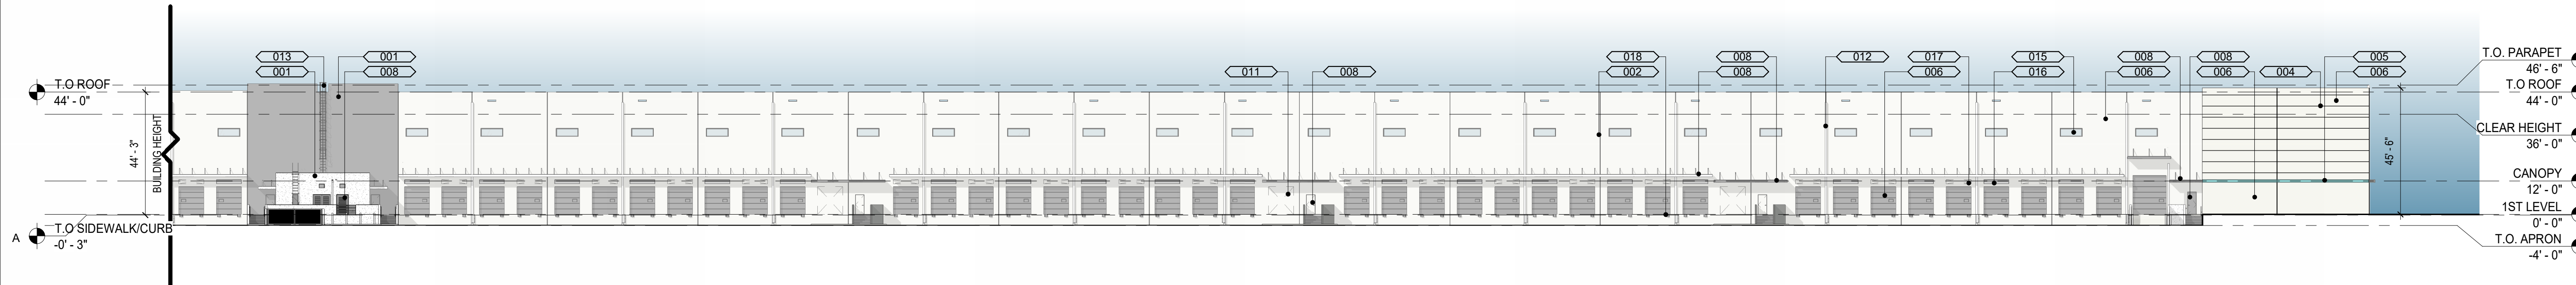 013
001
001
008
011
008
018
002
008
008
012
006
017
016
015
006
008
008
006
004
005
006
T.O ROOF
44' - 0"
44' - 3"
BUILDING HEIGHT
A
T.O SIDEWALK/CURB
-0' - 3"
T.O. PARAPET
46' - 6"
T.O ROOF
44' - 0"
CLEAR HEIGHT
36' - 0"
45' - 6"
CANOPY
12' - 0"
1ST LEVEL
0' - 0"
T.O. APRON
-4' - 0"